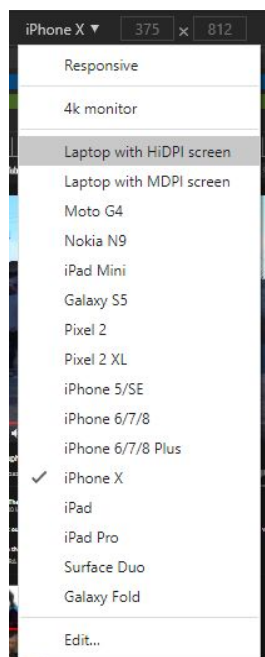 iPhone X ▼ 375 x 812
Responsive
4k monitor
Laptop with HiDPI screen
Laptop with MDPI screen
Moto G4
Nokia N9
iPad Mini
Galaxy S5
Pixel 2
Pixel 2 XL
iPhone 5/SE
iPhone 6/7/8
iPhone 6/7/8 Plus
iPhone X
iPad
iPad Pro
Surface Duo
Galaxy Fold
Edit...